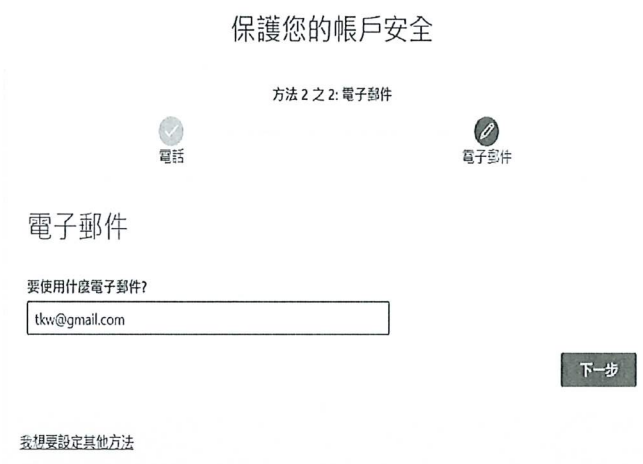 保護您的帳戶安全
方法 2 之 2: 電子郵件
電話
電子郵件
電子郵件
要使用什麼電子郵件?
tkw@gmail.com
下一步
我想要設定其他方法